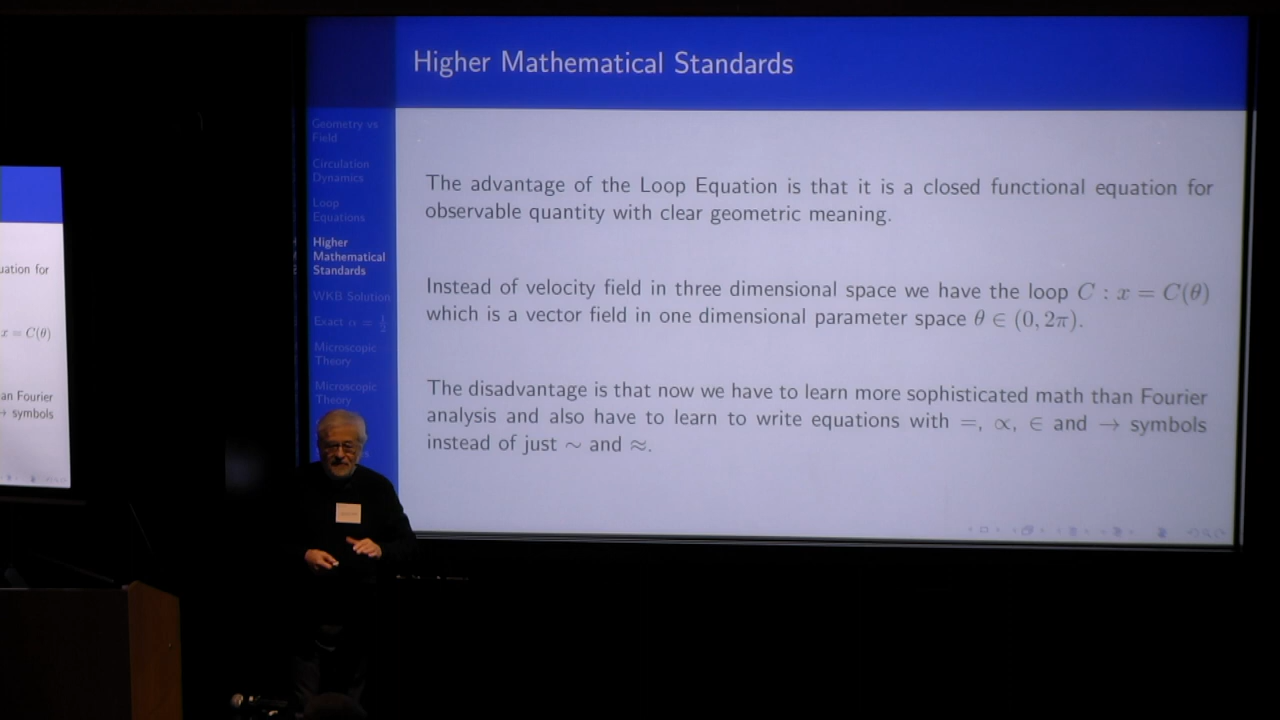 Higher Mathematical Standards
Geometry vs
Field
Circulation
Dynamics
Loop
Equations
Higher
Mathematical
Standards
WKB Solution
Exact α = 1/2
Microscopic
Theory
Microscopic
Theory
The advantage of the Loop Equation is that it is a closed functional equation for
observable quantity with clear geometric meaning.
Instead of velocity field in three dimensional space we have the loop C : x = C(θ)
which is a vector field in one dimensional parameter space θ ∈ (0, 2π).
The disadvantage is that now we have to learn more sophisticated math than Fourier
analysis and also have to learn to write equations with =, ∝, ∈ and → symbols
instead of just ∼ and ≈.
for
x = C(θ)
an Fourier
→ symbols